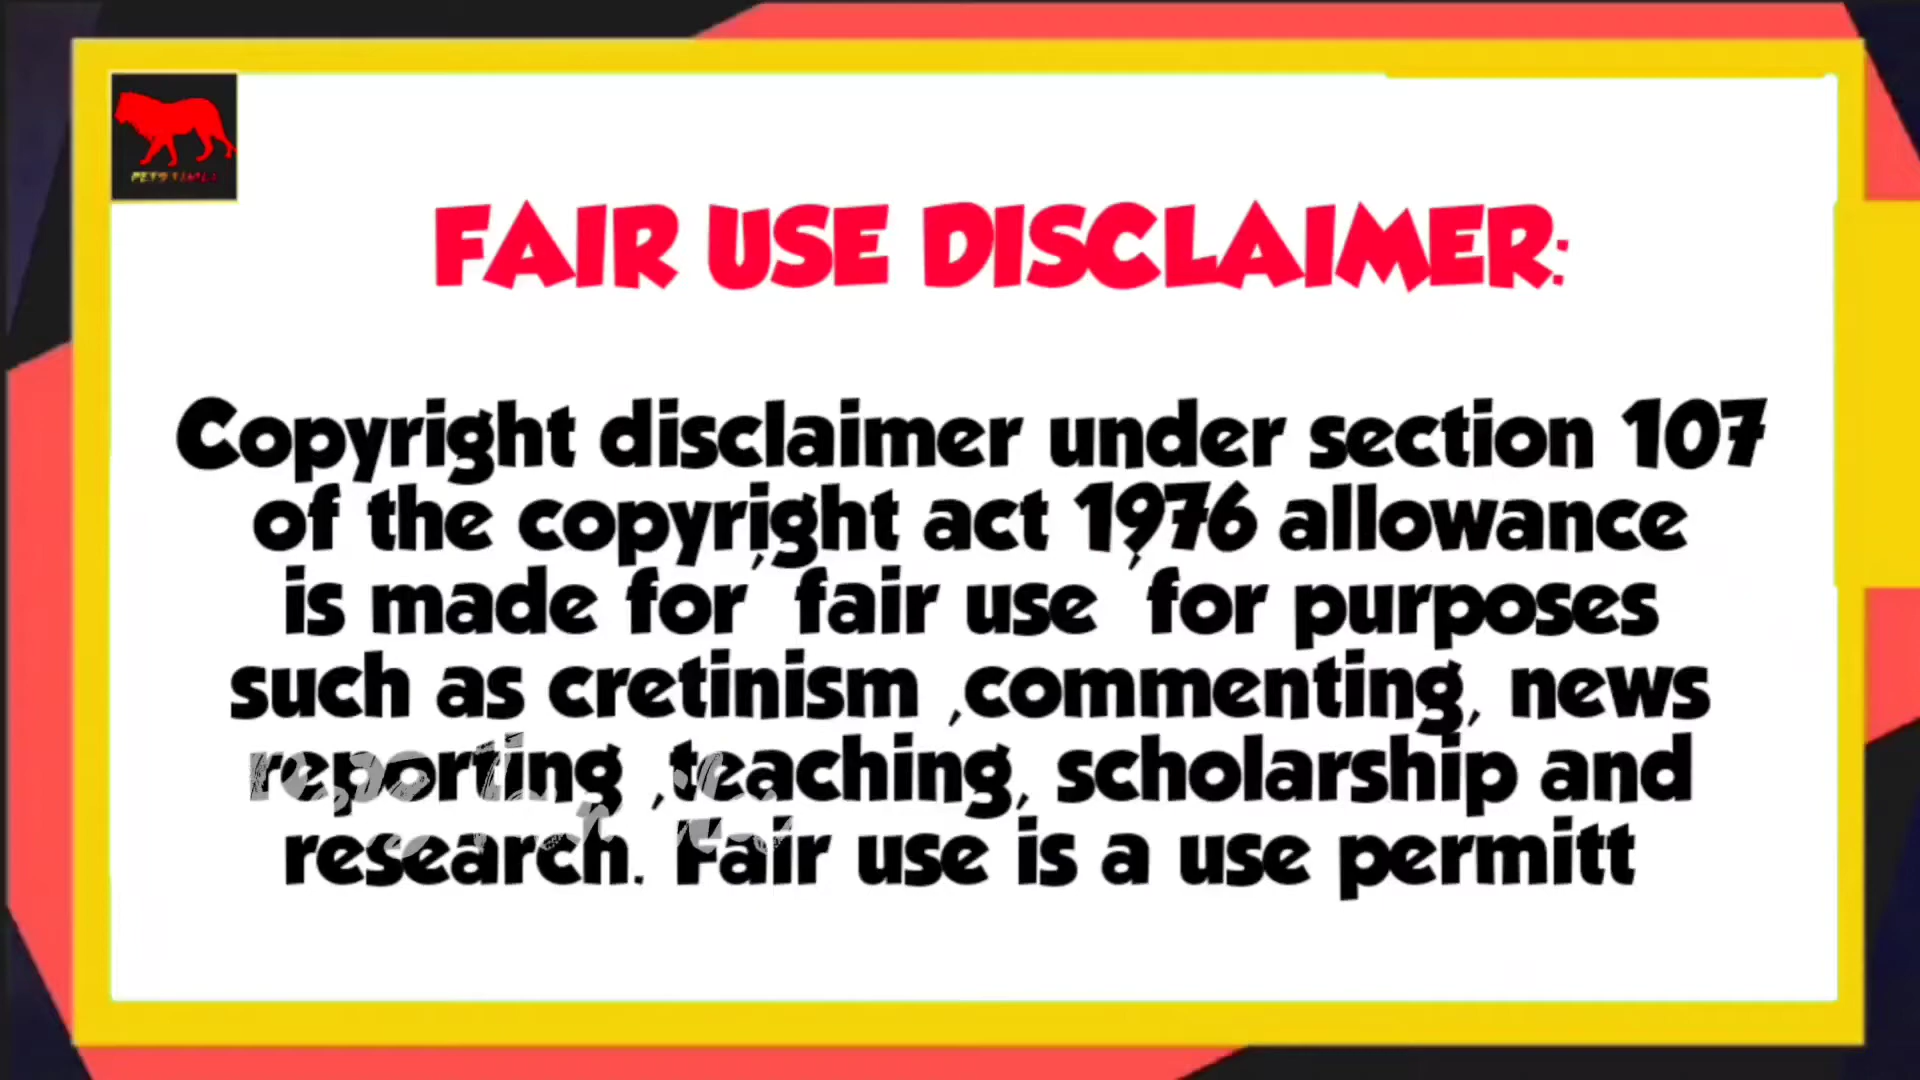 FAIR USE DISCLAIMER:
Copyright disclaimer under section 107
of the copyright act 1976 allowance
is made for ' fair use ' for purposes
such as cretinism ,commenting, news
reporting ,teaching, scholarship and
research. Fair use is a use permitt